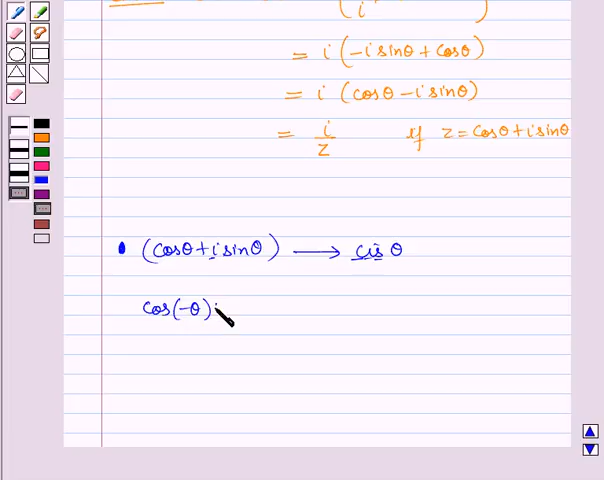 i
= i (-i sinθ + cosθ)
= i (cosθ - i sinθ)
= i/z if z = cosθ + i sinθ
• (cosθ + i sinθ) ⟶ cis θ
cos(-θ)